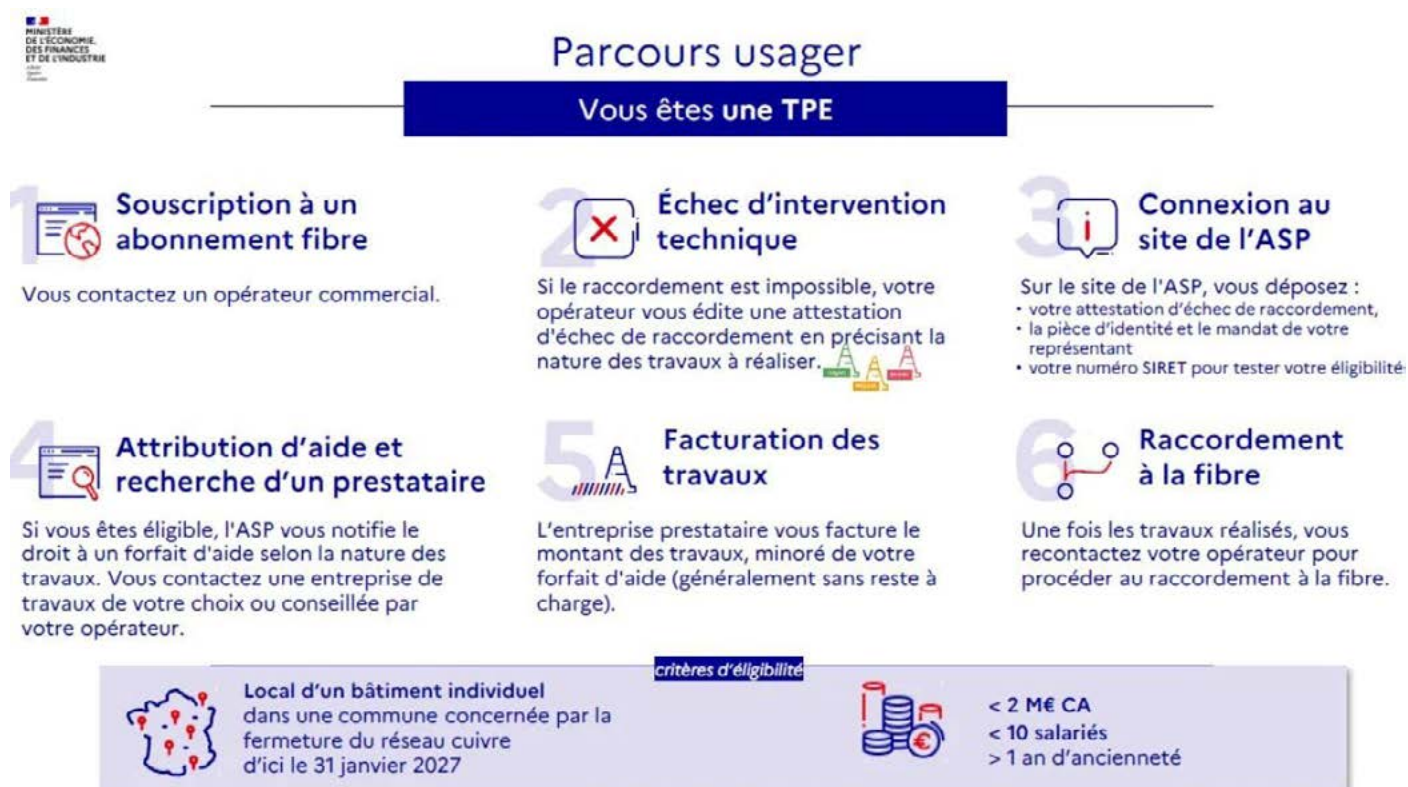 MINISTÈRE
DE L'ÉCONOMIE,
DES FINANCES
ET DE L'INDUSTRIE
Parcours usager
Vous êtes une TPE
1
Souscription à un
abonnement fibre
Vous contactez un opérateur commercial.
2
Échec d'intervention
technique
Si le raccordement est impossible, votre
opérateur vous édite une attestation
d'échec de raccordement en précisant la
nature des travaux à réaliser.
3
Connexion au
site de l'ASP
Sur le site de l'ASP, vous déposez :
• votre attestation d'échec de raccordement,
• la pièce d'identité et le mandat de votre
représentant
• votre numéro SIRET pour tester votre éligibilité
4
Attribution d'aide et
recherche d'un prestataire
Si vous êtes éligible, l'ASP vous notifie le
droit à un forfait d'aide selon la nature des
travaux. Vous contactez une entreprise de
travaux de votre choix ou conseillée par
votre opérateur.
5
Facturation des
travaux
L'entreprise prestataire vous facture le
montant des travaux, minoré de votre
forfait d'aide (généralement sans reste à
charge).
6
Raccordement
à la fibre
Une fois les travaux réalisés, vous
recontactez votre opérateur pour
procéder au raccordement à la fibre.
critères d'éligibilité
Local d'un bâtiment individuel
dans une commune concernée par la
fermeture du réseau cuivre
d'ici le 31 janvier 2027
< 2 M€ CA
< 10 salariés
> 1 an d'ancienneté